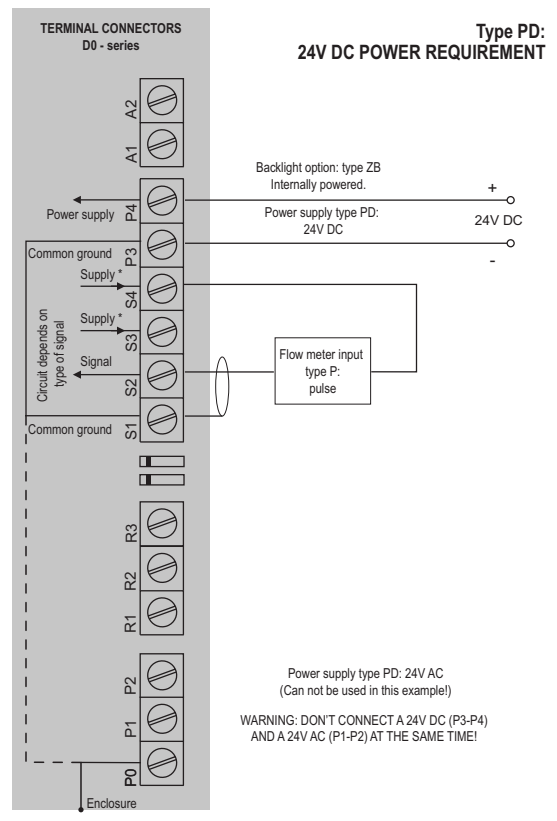 TERMINAL CONNECTORS
D0 - series
Type PD:
24V DC POWER REQUIREMENT
A2
A1
Backlight option: type ZB
Internally powered.
+
P4
Power supply
Power supply type PD:
24V DC
24V DC
P3
Common ground
-
Supply *
S4
Supply *
S3
Circuit depends on
type of signal
Signal
S2
Flow meter input
type P:
pulse
S1
Common ground
R3
R2
R1
P2
Power supply type PD: 24V AC
(Can not be used in this example!)
P1
WARNING: DON'T CONNECT A 24V DC (P3-P4)
AND A 24V AC (P1-P2) AT THE SAME TIME!
P0
Enclosure